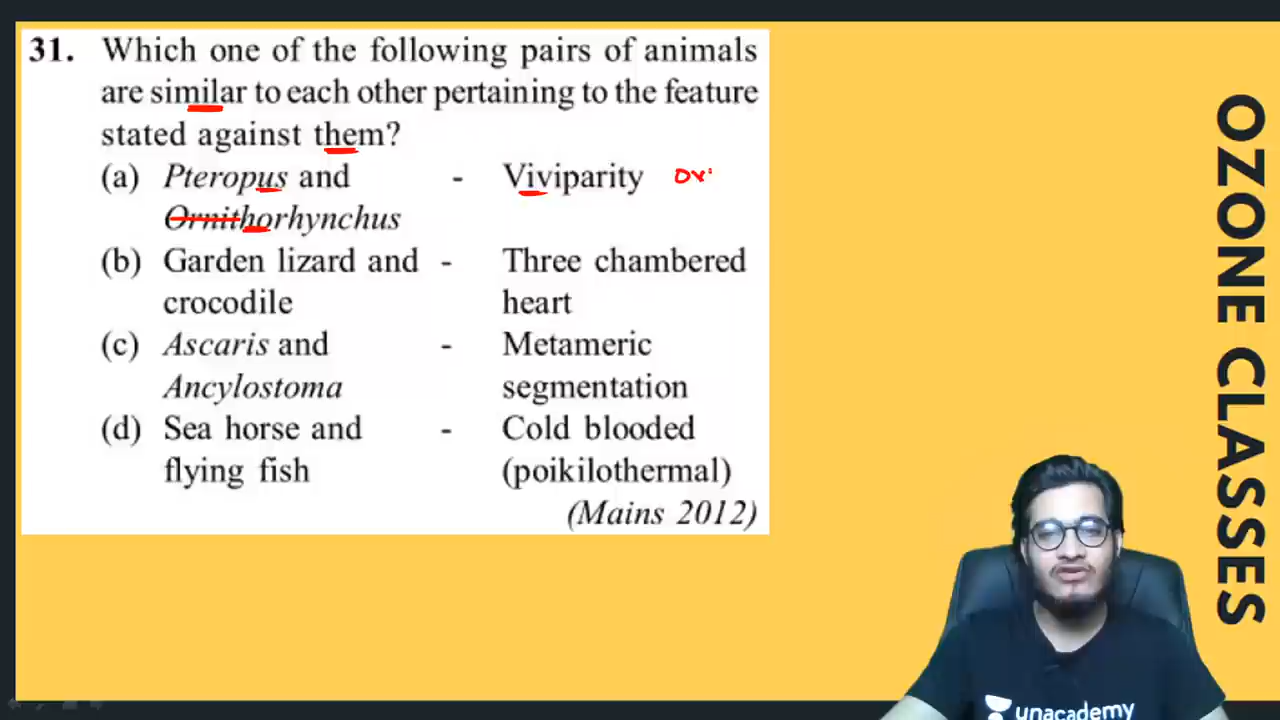 31. Which one of the following pairs of animals
are similar to each other pertaining to the feature
stated against them?
(a) Pteropus and - Viviparity ov
Ornithorhynchus
(b) Garden lizard and - Three chambered
crocodile heart
(c) Ascaris and - Metameric
Ancylostoma segmentation
(d) Sea horse and - Cold blooded
flying fish (poikilothermal)
(Mains 2012)
OZONE CLASSES
unacademy